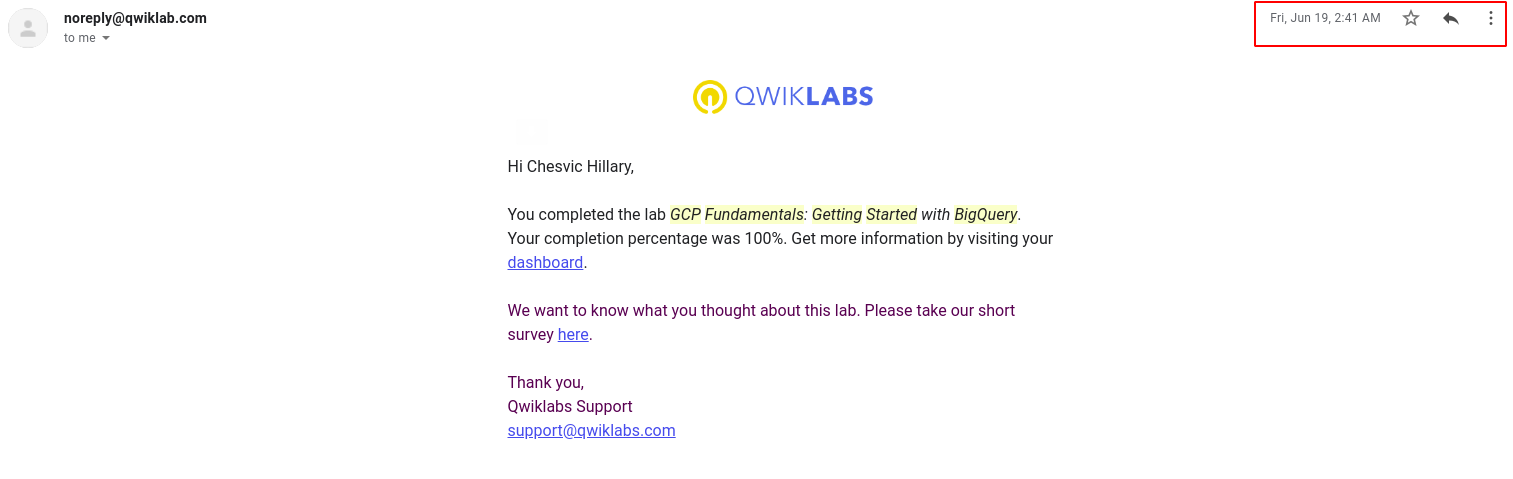 noreply@qwiklab.com
Fri, Jun 19, 2:41 AM
to me
QWIKLABS
Hi Chesvic Hillary,
You completed the lab GCP Fundamentals: Getting Started with BigQuery.
Your completion percentage was 100%. Get more information by visiting your
dashboard.
We want to know what you thought about this lab. Please take our short
survey here.
Thank you,
Qwiklabs Support
support@qwiklabs.com